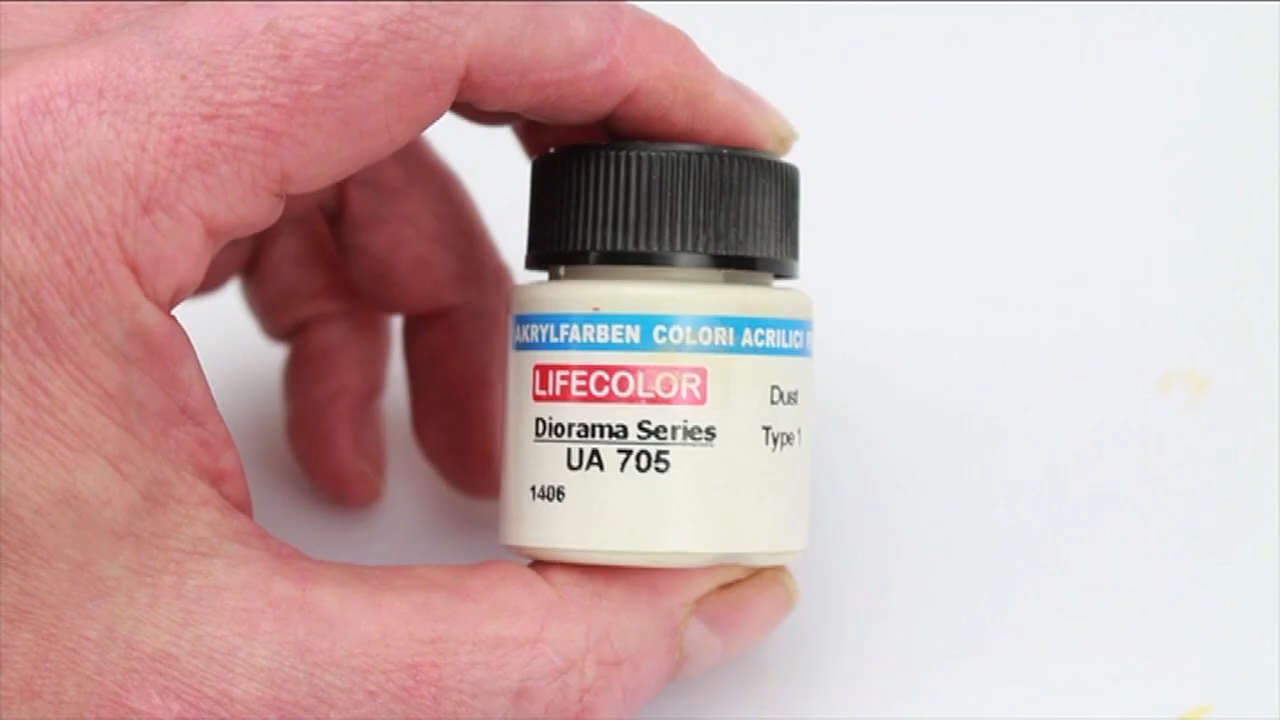 AKRYLFARBEN COLORI ACRILICI
LIFECOLOR
Diorama Series
UA 705
1406
Dust
Type 1